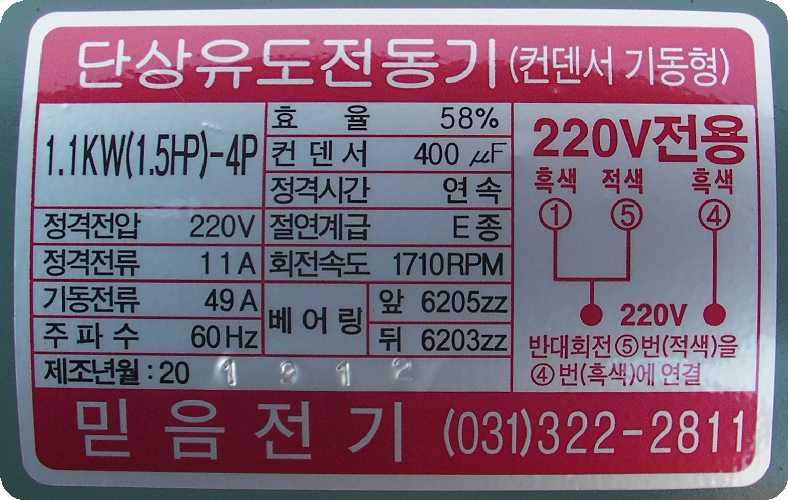 단상유도전동기(컨덴서 기동형)
1.1KW(1.5HP)-4P
효 율 58%
컨 덴 서 400 μF
정격시간 연 속
정격전압 220V 절연계급 E 종
정격전류 11A 회전속도 1710RPM
기동전류 49A 베어링 앞 6205zz
주 파 수 60Hz 뒤 6203zz
제조년월 : 20 1 9 1 2
220V전용
흑색 적색 흑색
① ⑤ ④
220V
반대회전⑤번(적색)을
④번(흑색)에 연결
믿음전기 (031)322-2811